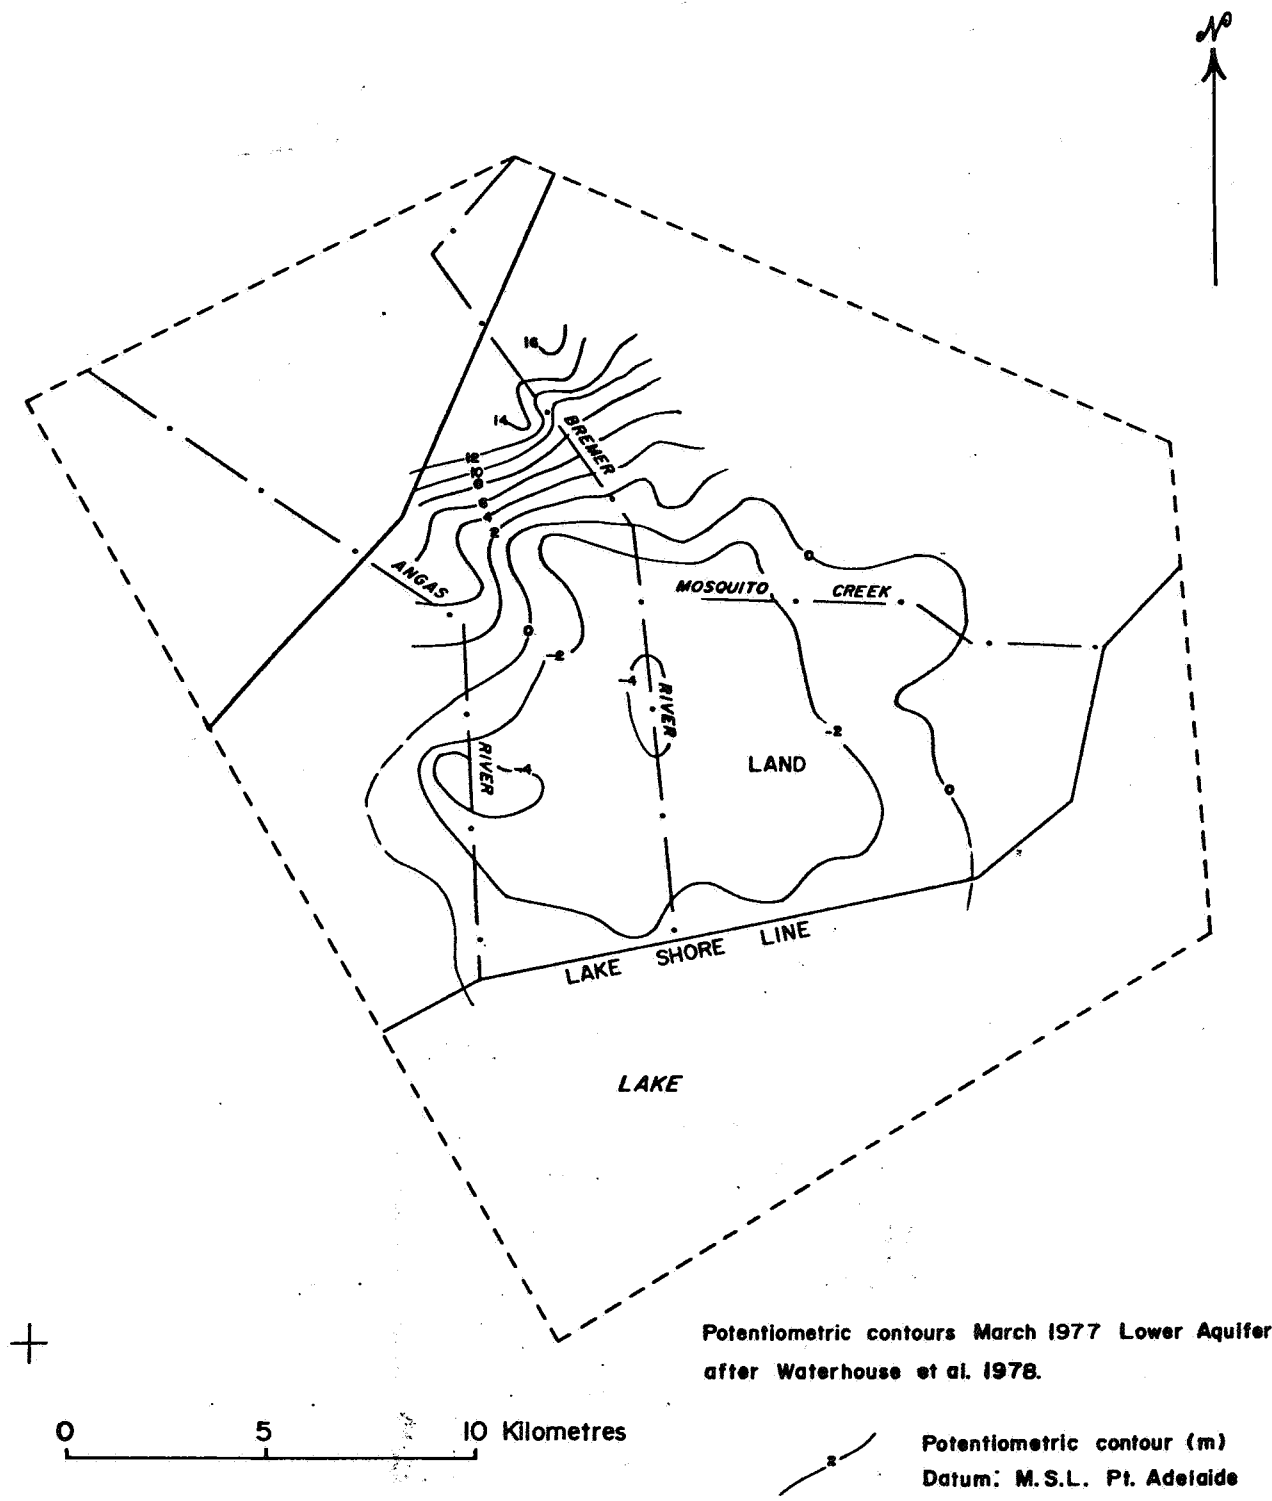 N
16
14
BREMER
12
10
8
6
4
2
0
ANGAS
MOSQUITO CREEK
0
-2
-4
RIVER
-2
LAND
RIVER
-4
0
LAKE SHORE LINE
LAKE
Potentiometric contours March 1977 Lower Aquifer
after Waterhouse et al. 1978.
0 5 10 Kilometres
2
Potentiometric contour (m)
Datum: M.S.L. Pt. Adelaide